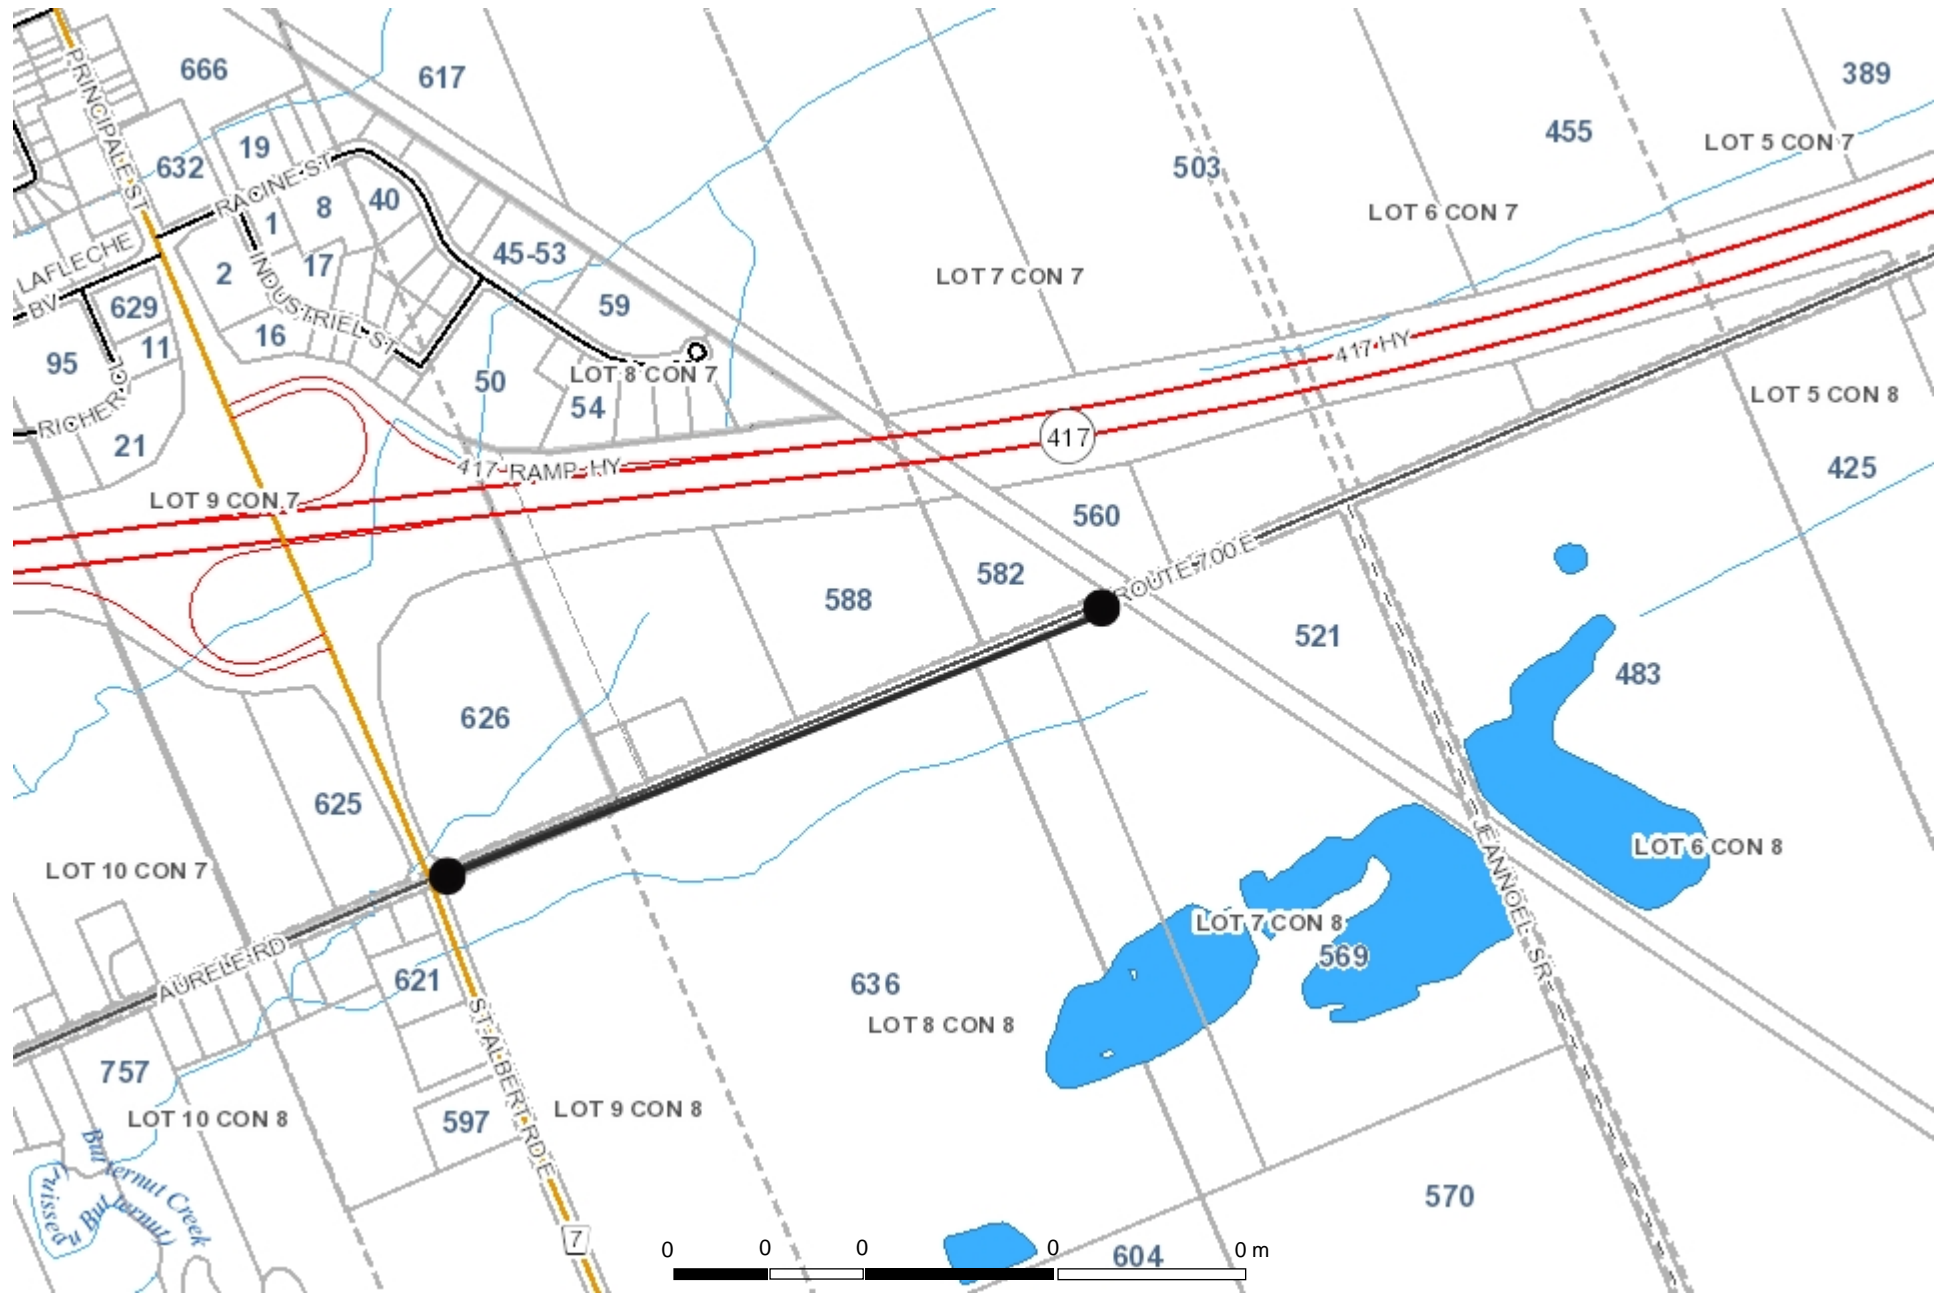 666
617
389
PRINCIPALE ST
455
LOT 5 CON 7
19
632
503
RACINE ST
40
8
1
LOT 6 CON 7
LAFLECHE
BV
2
17
45-53
LOT 7 CON 7
INDUSTRIEL ST
629
59
16
11
417 HY
95
50
LOT 8 CON 7
LOT 5 CON 8
54
RICHER
CL
21
417
417 RAMP HY
425
LOT 9 CON 7
560
ROUTE 700 E
582
588
521
483
626
625
LOT 6 CON 8
JEANNOEL SR
LOT 10 CON 7
LOT 7 CON 8
569
AURELE RD
621
636
LOT 8 CON 8
ST ALBERT RD E
757
LOT 10 CON 8
597
LOT 9 CON 8
Butternut Creek
(ruisseau Butternut)
570
7
604
0 0 0 0 0 m